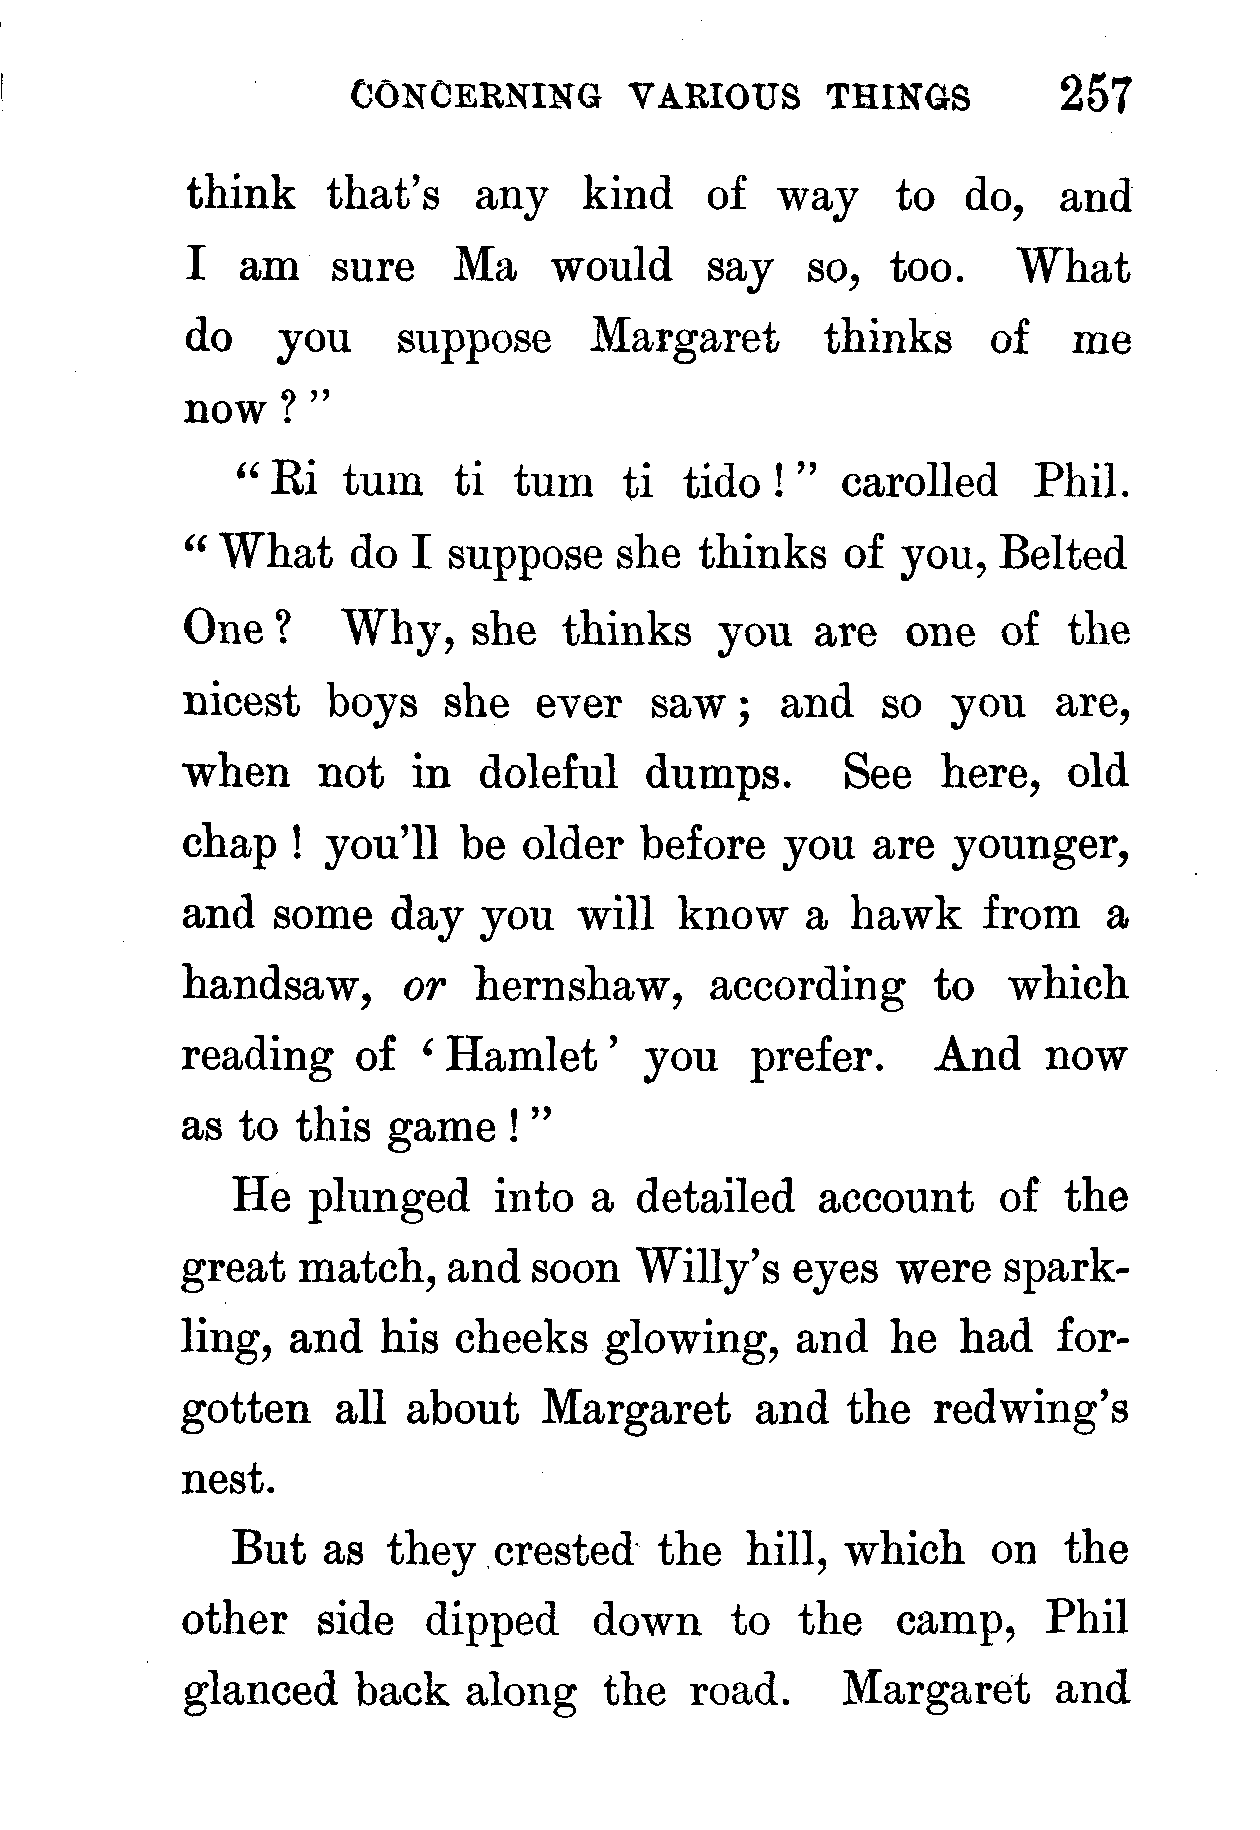 CONCERNING VARIOUS THINGS 257
think that's any kind of way to do, and
I am sure Ma would say so, too. What
do you suppose Margaret thinks of me
now ? "
" Ri tum ti tum ti tido ! " carolled Phil.
" What do I suppose she thinks of you, Belted
One ? Why, she thinks you are one of the
nicest boys she ever saw ; and so you are,
when not in doleful dumps. See here, old
chap ! you'll be older before you are younger,
and some day you will know a hawk from a
handsaw, or hernshaw, according to which
reading of ' Hamlet ' you prefer. And now
as to this game ! "
He plunged into a detailed account of the
great match, and soon Willy's eyes were spark-
ling, and his cheeks glowing, and he had for-
gotten all about Margaret and the redwing's
nest.
But as they crested the hill, which on the
other side dipped down to the camp, Phil
glanced back along the road. Margaret and